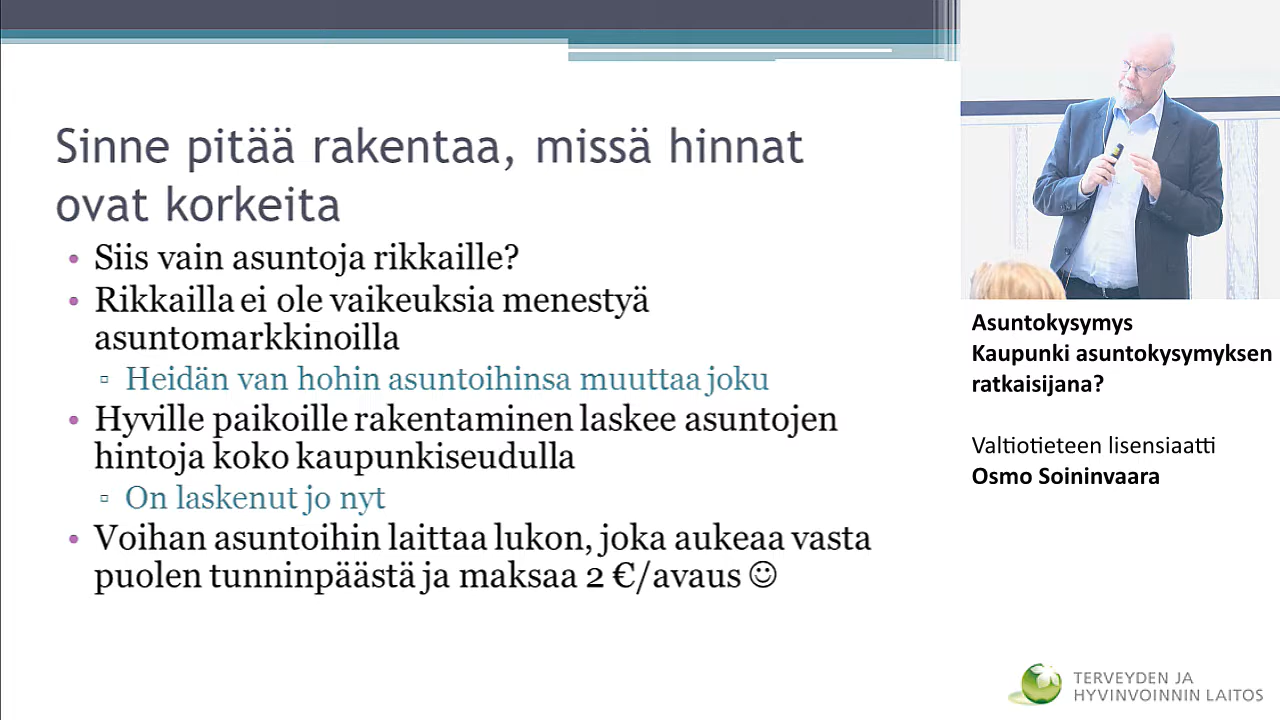 Sinne pitää rakentaa, missä hinnat
ovat korkeita
• Siis vain asuntoja rikkaille?
• Rikkailla ei ole vaikeuksia menestyä
asuntomarkkinoilla
▫ Heidän van hohin asuntoihinsa muuttaa joku
• Hyville paikoille rakentaminen laskee asuntojen
hintoja koko kaupunkiseudulla
▫ On laskenut jo nyt
• Voihan asuntoihin laittaa lukon, joka aukeaa vasta
puolen tunninpäästä ja maksaa 2 €/avaus ☺
Asuntokysymys
Kaupunki asuntokysymyksen
ratkaisijana?
Valtiotieteen lisensiaatti
Osmo Soininvaara
TERVEYDEN JA
HYVINVOINNIN LAITOS